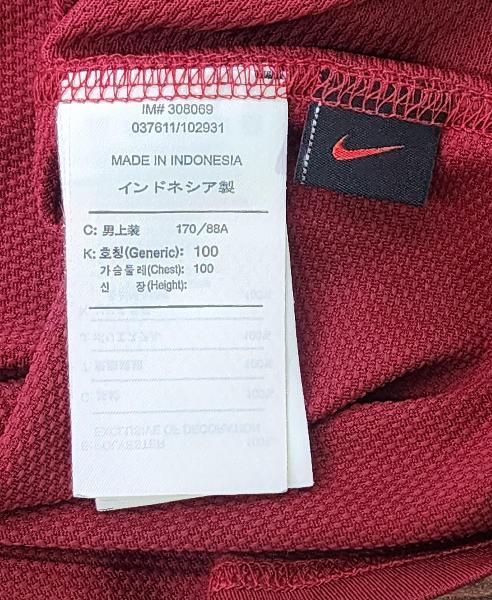 IM# 308069
037611/102931
MADE IN INDONESIA
インドネシア製
C: 男上装 170/88A
K: 호칭(Generic): 100
가슴둘레(Chest): 100
신 장(Height):